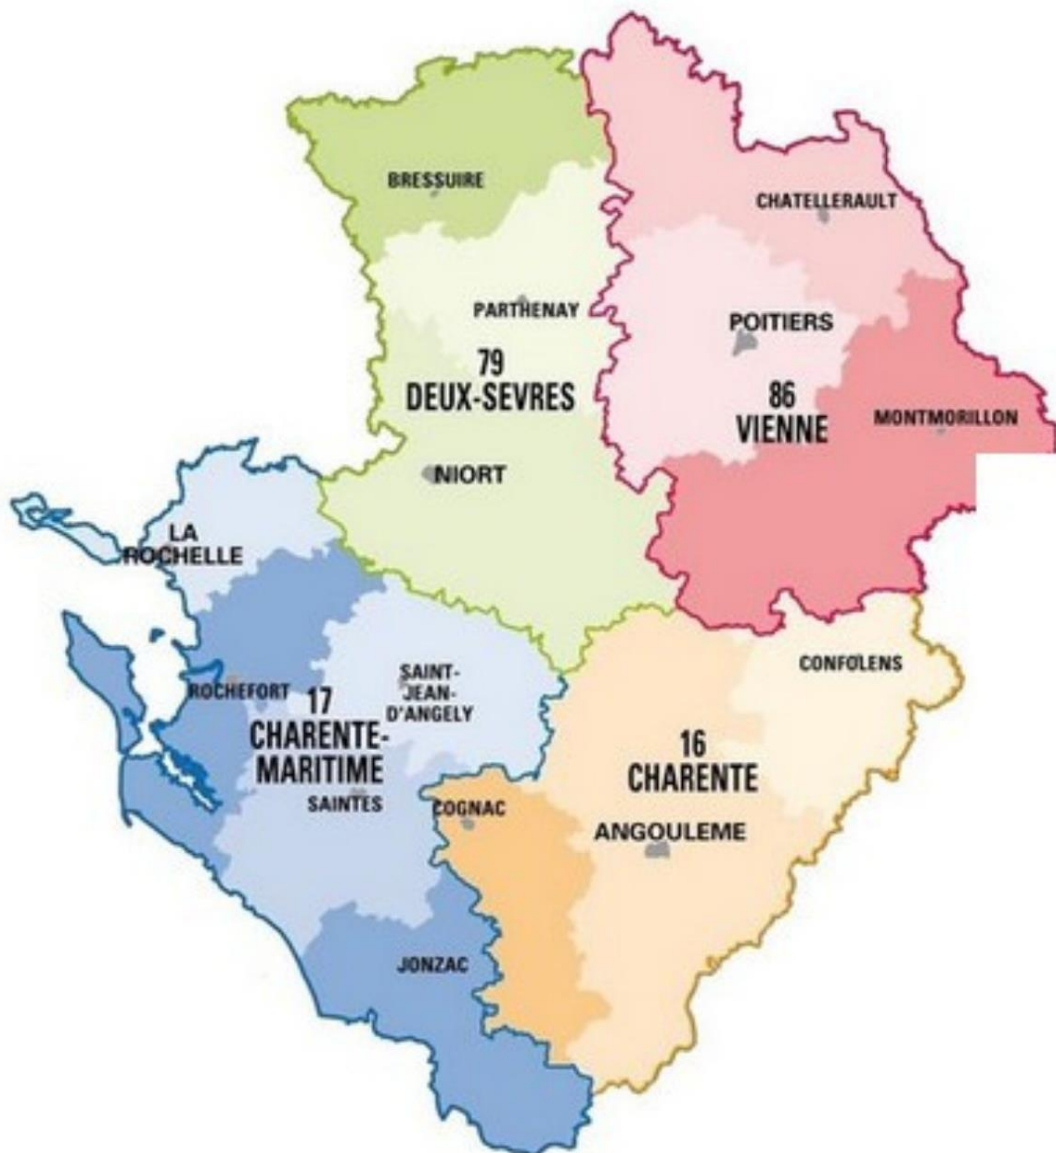 BRESSUIRE
CHATELLERAULT
PARTHENAY
POITIERS
79
DEUX-SEVRES
86
VIENNE
MONTMORILLON
NIORT
LA
ROCHELLE
CONFOLENS
SAINT-
JEAN-
D'ANGELY
ROCHEFORT
17
CHARENTE-
MARITIME
16
CHARENTE
SAINTES
COGNAC
ANGOULEME
JONZAC